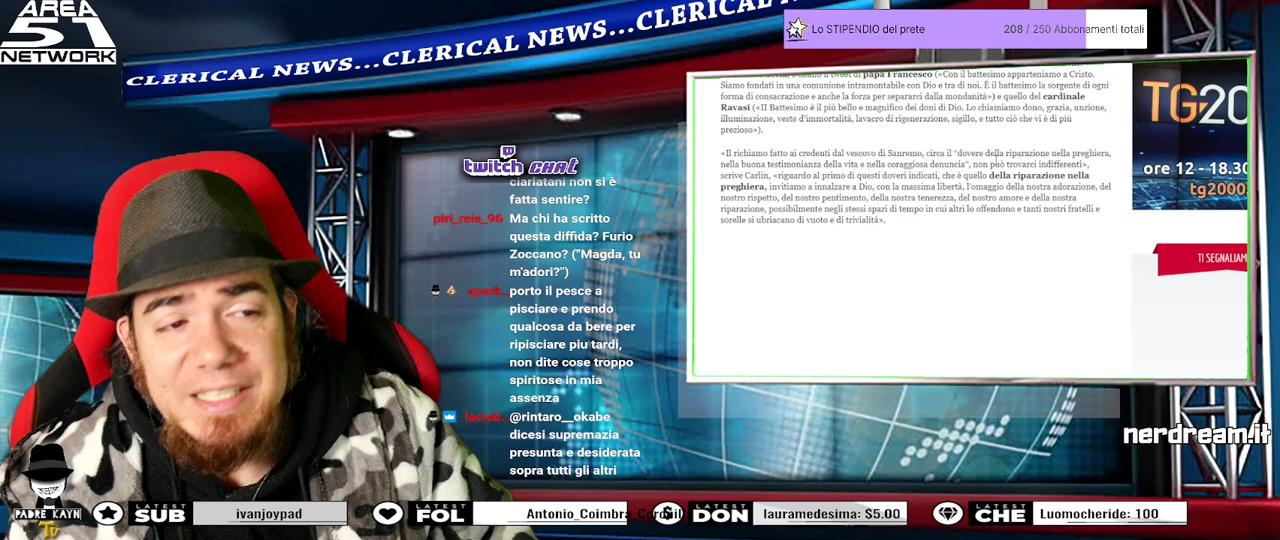 AREA
51
NETWORK
CLERICAL NEWS...CLERICAL NEWS...CLERICAL
Lo STIPENDIO del prete
208 / 250 Abbonamenti totali
papa Francesco («Con il battesimo apparteniamo a Cristo.
Siamo fondati in una comunione intramontabile con Dio e tra di noi. È il battesimo la sorgente di ogni
forma di consacrazione e anche la forza per separarci dalla mondanità») e quello del cardinale
Ravasi («Il Battesimo è il più bello e magnifico dei doni di Dio. Lo chiamiamo dono, grazia, unzione,
illuminazione, veste d'immortalità, lavacro di rigenerazione, sigillo, e tutto ciò che vi è di più
prezioso»).
«Il richiamo fatto ai credenti dal vescovo di Sanremo, circa il "dovere della riparazione nella preghiera,
nella buona testimonianza della vita e nella coraggiosa denuncia", non può trovarci indifferenti»,
scrive Carlin, «riguardo al primo di questi doveri indicati, che è quello della riparazione nella
preghiera, invitiamo a innalzare a Dio, con la massima libertà, l'omaggio della nostra adorazione, del
nostro rispetto, del nostro pentimento, della nostra tenerezza, del nostro amore e della nostra
riparazione, possibilmente negli stessi spazi di tempo in cui altri lo offendono e tanti nostri fratelli e
sorelle si ubriacano di vuoto e di trivialità».
TG20
ore 12 - 18.30
tg2000
TI SEGNALIAM
twitch CHAT
ciarlatani non si è
fatta sentire?
piri_rein_96 Ma chi ha scritto
questa diffida? Furio
Zoccano? ("Magda, tu
m'adori?")
porto il pesce a
pisciare e prendo
qualcosa da bere per
ripisciare piu tardi,
non dite cose troppo
spiritose in mia
assenza
@rintaro__okabe
dicesi supremazia
presunta e desiderata
sopra tutti gli altri
nerdream.it
PADRE KAYN
Tv
LATEST
SUB
ivanjoypad
LATEST
FOL
Antonio_Coimbra_
LATEST
DON
lauramedesima: $5.00
LATEST
CHE
Luomocheride: 100